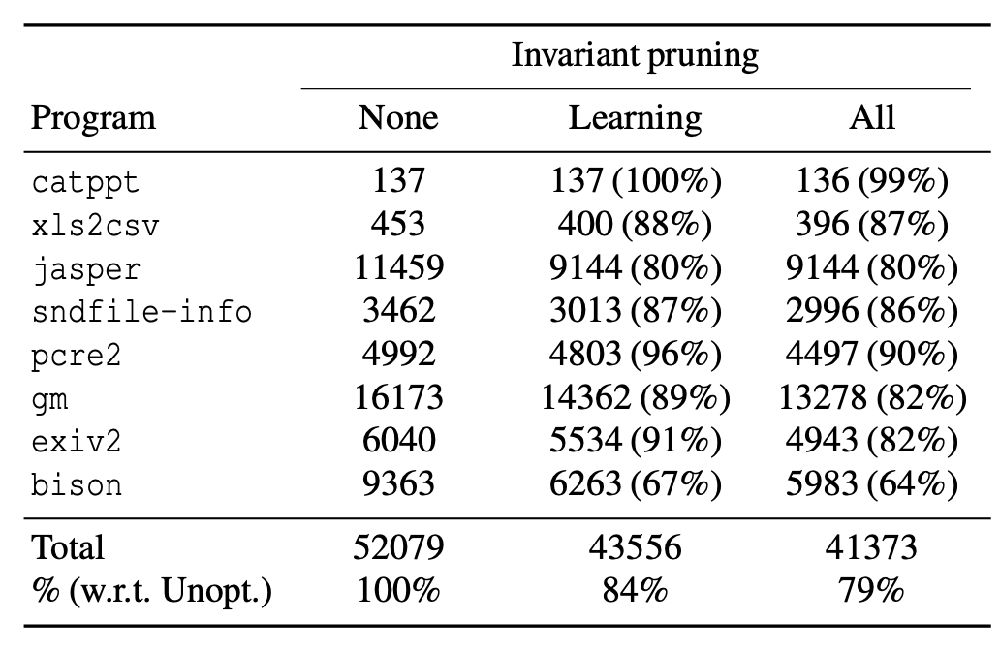 Invariant pruning
Program None Learning All
catppt 137 137 (100%) 136 (99%)
xls2csv 453 400 (88%) 396 (87%)
jasper 11459 9144 (80%) 9144 (80%)
sndfile-info 3462 3013 (87%) 2996 (86%)
pcre2 4992 4803 (96%) 4497 (90%)
gm 16173 14362 (89%) 13278 (82%)
exiv2 6040 5534 (91%) 4943 (82%)
bison 9363 6263 (67%) 5983 (64%)
Total 52079 43556 41373
% (w.r.t. Unopt.) 100% 84% 79%